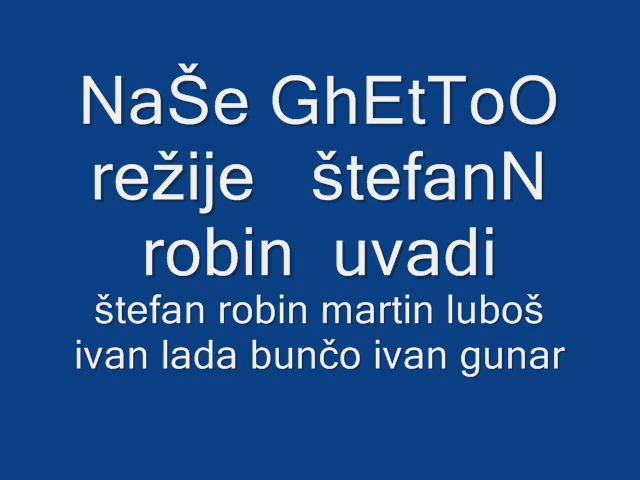 NaŠe GhEtToO
režije štefanN
robin uvadi
štefan robin martin luboš
ivan lada bunčo ivan gunar